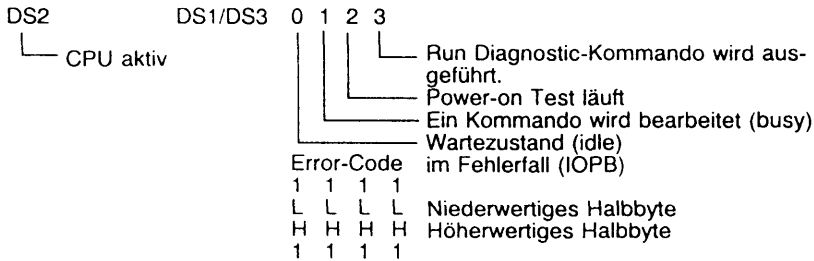 DS2 DS1/DS3 0 1 2 3
CPU aktiv
Run Diagnostic-Kommando wird aus-
geführt.
Power-on Test läuft
Ein Kommando wird bearbeitet (busy)
Wartezustand (idle)
Error-Code im Fehlerfall (IOPB)
1 1 1 1
L L L L Niederwertiges Halbbyte
H H H H Höherwertiges Halbbyte
1 1 1 1